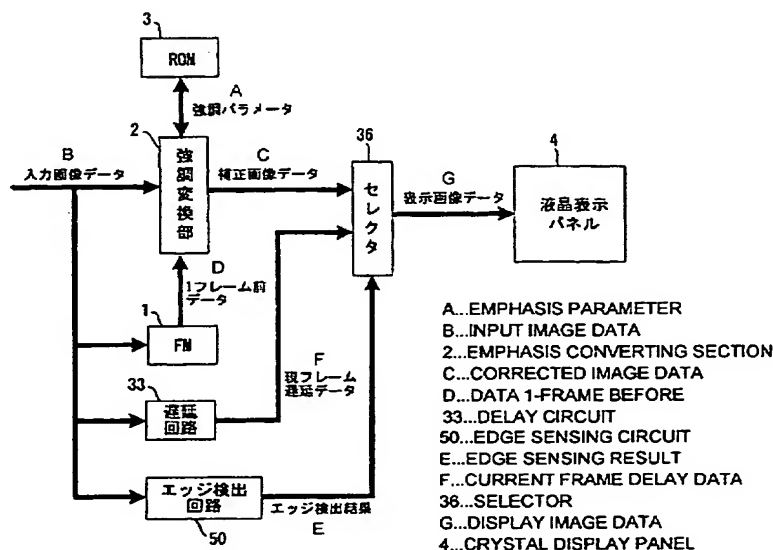 3
ROM
A
強調パラメータ
2
36
B
入力画像データ
強調変換部
C
補正画像データ
セレクタ
G
表示画像データ
4
液晶表示
パネル
D
1フレーム前
データ
1
FM
33
遅延
回路
F
現フレーム
遅延データ
エッジ検出
回路
50
エッジ検出結果
E
A...EMPHASIS PARAMETER
B...INPUT IMAGE DATA
2...EMPHASIS CONVERTING SECTION
C...CORRECTED IMAGE DATA
D...DATA 1-FRAME BEFORE
33...DELAY CIRCUIT
50...EDGE SENSING CIRCUIT
E...EDGE SENSING RESULT
F...CURRENT FRAME DELAY DATA
36...SELECTOR
G...DISPLAY IMAGE DATA
4...CRYSTAL DISPLAY PANEL